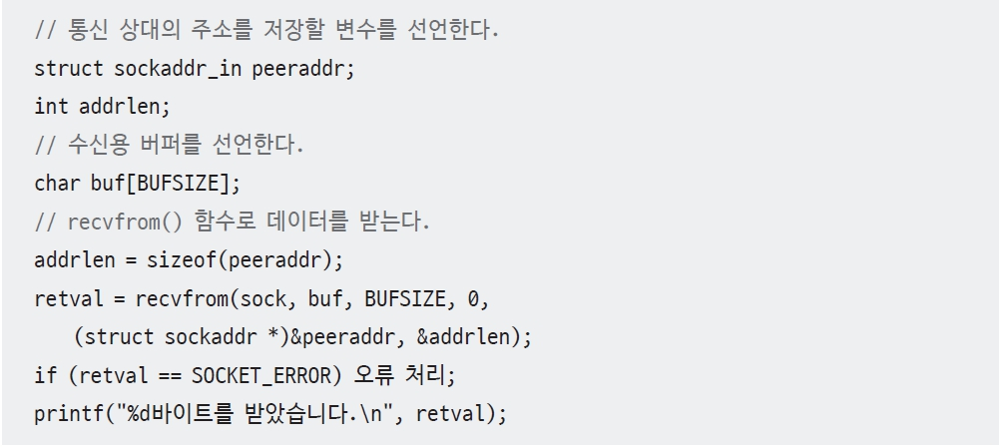 // 통신 상대의 주소를 저장할 변수를 선언한다.
struct sockaddr_in peeraddr;
int addrlen;
// 수신용 버퍼를 선언한다.
char buf[BUFSIZE];
// recvfrom() 함수로 데이터를 받는다.
addrlen = sizeof(peeraddr);
retval = recvfrom(sock, buf, BUFSIZE, 0,
(struct sockaddr *)&peeraddr, &addrlen);
if (retval == SOCKET_ERROR) 오류 처리;
printf("%d바이트를 받았습니다.\n", retval);